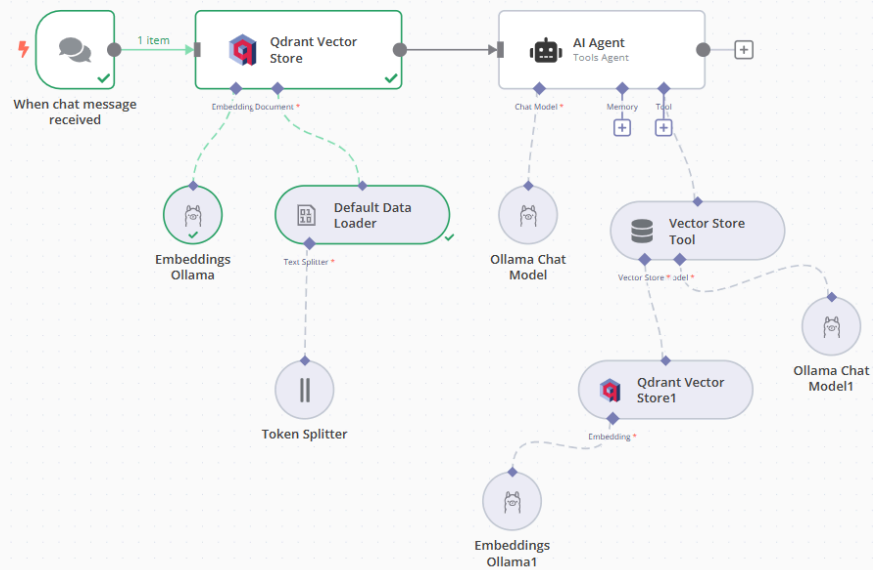 1 item
Qdrant Vector
Store
AI Agent
Tools Agent
When chat message
received
Embedding
Document *
Chat Model *
Memory
Tool
Embeddings
Ollama
0110
Default Data
Loader
Text Splitter *
Ollama Chat
Model
Vector Store
Tool
Vector Store *
Token Splitter
Qdrant Vector
Store1
Embedding *
Ollama Chat
Model1
Embeddings
Ollama1